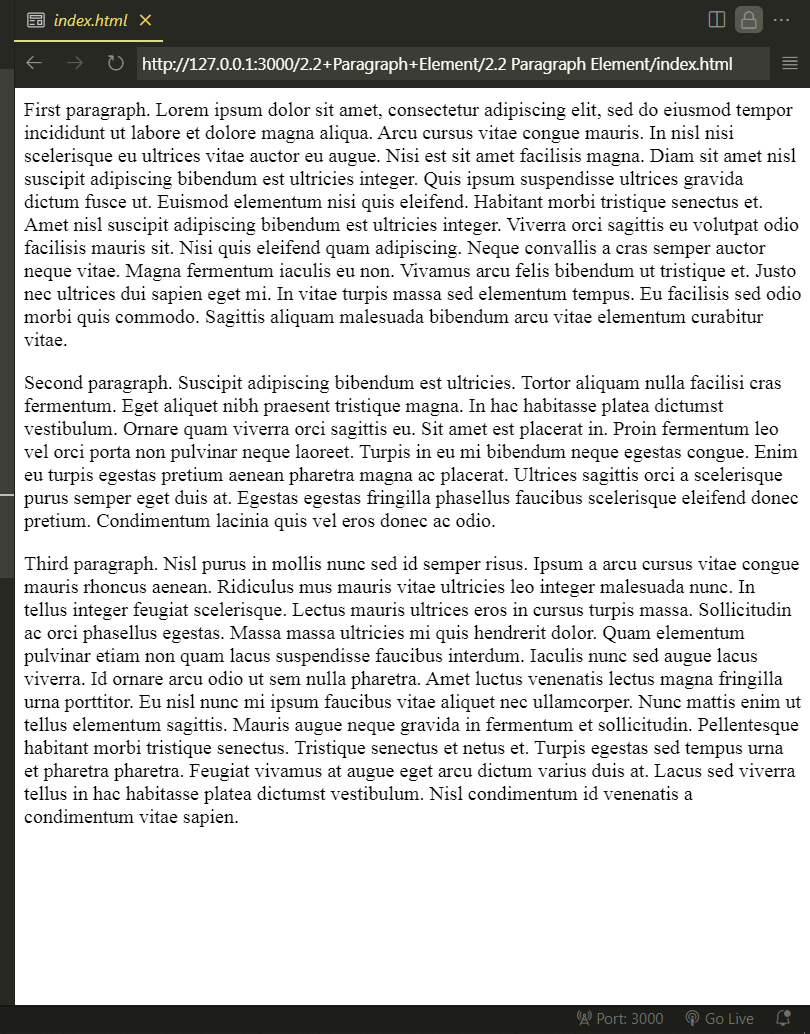 index.html
http://127.0.0.1:3000/2.2+Paragraph+Element/2.2 Paragraph Element/index.html
First paragraph. Lorem ipsum dolor sit amet, consectetur adipiscing elit, sed do eiusmod tempor
incididunt ut labore et dolore magna aliqua. Arcu cursus vitae congue mauris. In nisl nisi
scelerisque eu ultrices vitae auctor eu augue. Nisi est sit amet facilisis magna. Diam sit amet nisl
suscipit adipiscing bibendum est ultricies integer. Quis ipsum suspendisse ultrices gravida
dictum fusce ut. Euismod elementum nisi quis eleifend. Habitant morbi tristique senectus et.
Amet nisl suscipit adipiscing bibendum est ultricies integer. Viverra orci sagittis eu volutpat odio
facilisis mauris sit. Nisi quis eleifend quam adipiscing. Neque convallis a cras semper auctor
neque vitae. Magna fermentum iaculis eu non. Vivamus arcu felis bibendum ut tristique et. Justo
nec ultrices dui sapien eget mi. In vitae turpis massa sed elementum tempus. Eu facilisis sed odio
morbi quis commodo. Sagittis aliquam malesuada bibendum arcu vitae elementum curabitur
vitae.
Second paragraph. Suscipit adipiscing bibendum est ultricies. Tortor aliquam nulla facilisi cras
fermentum. Eget aliquet nibh praesent tristique magna. In hac habitasse platea dictumst
vestibulum. Ornare quam viverra orci sagittis eu. Sit amet est placerat in. Proin fermentum leo
vel orci porta non pulvinar neque laoreet. Turpis in eu mi bibendum neque egestas congue. Enim
eu turpis egestas pretium aenean pharetra magna ac placerat. Ultrices sagittis orci a scelerisque
purus semper eget duis at. Egestas egestas fringilla phasellus faucibus scelerisque eleifend donec
pretium. Condimentum lacinia quis vel eros donec ac odio.
Third paragraph. Nisl purus in mollis nunc sed id semper risus. Ipsum a arcu cursus vitae congue
mauris rhoncus aenean. Ridiculus mus mauris vitae ultricies leo integer malesuada nunc. In
tellus integer feugiat scelerisque. Lectus mauris ultrices eros in cursus turpis massa. Sollicitudin
ac orci phasellus egestas. Massa massa ultricies mi quis hendrerit dolor. Quam elementum
pulvinar etiam non quam lacus suspendisse faucibus interdum. Iaculis nunc sed augue lacus
viverra. Id ornare arcu odio ut sem nulla pharetra. Amet luctus venenatis lectus magna fringilla
urna porttitor. Eu nisl nunc mi ipsum faucibus vitae aliquet nec ullamcorper. Nunc mattis enim ut
tellus elementum sagittis. Mauris augue neque gravida in fermentum et sollicitudin. Pellentesque
habitant morbi tristique senectus. Tristique senectus et netus et. Turpis egestas sed tempus urna
et pharetra pharetra. Feugiat vivamus at augue eget arcu dictum varius duis at. Lacus sed viverra
tellus in hac habitasse platea dictumst vestibulum. Nisl condimentum id venenatis a
condimentum vitae sapien.
Port: 3000 Go Live